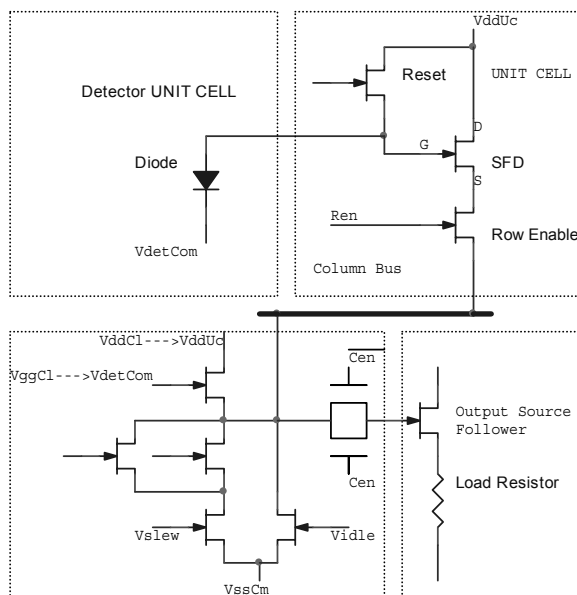 VddUc
Reset
UNIT CELL
Detector UNIT CELL
D
G
SFD
Diode
S
Ren
Row Enable
VdetCom
Column Bus
VddCl--->VddUc
Cen
VggCl--->VdetCom
Output Source
Follower
Load Resistor
Cen
Vslew
Vidle
VssCm